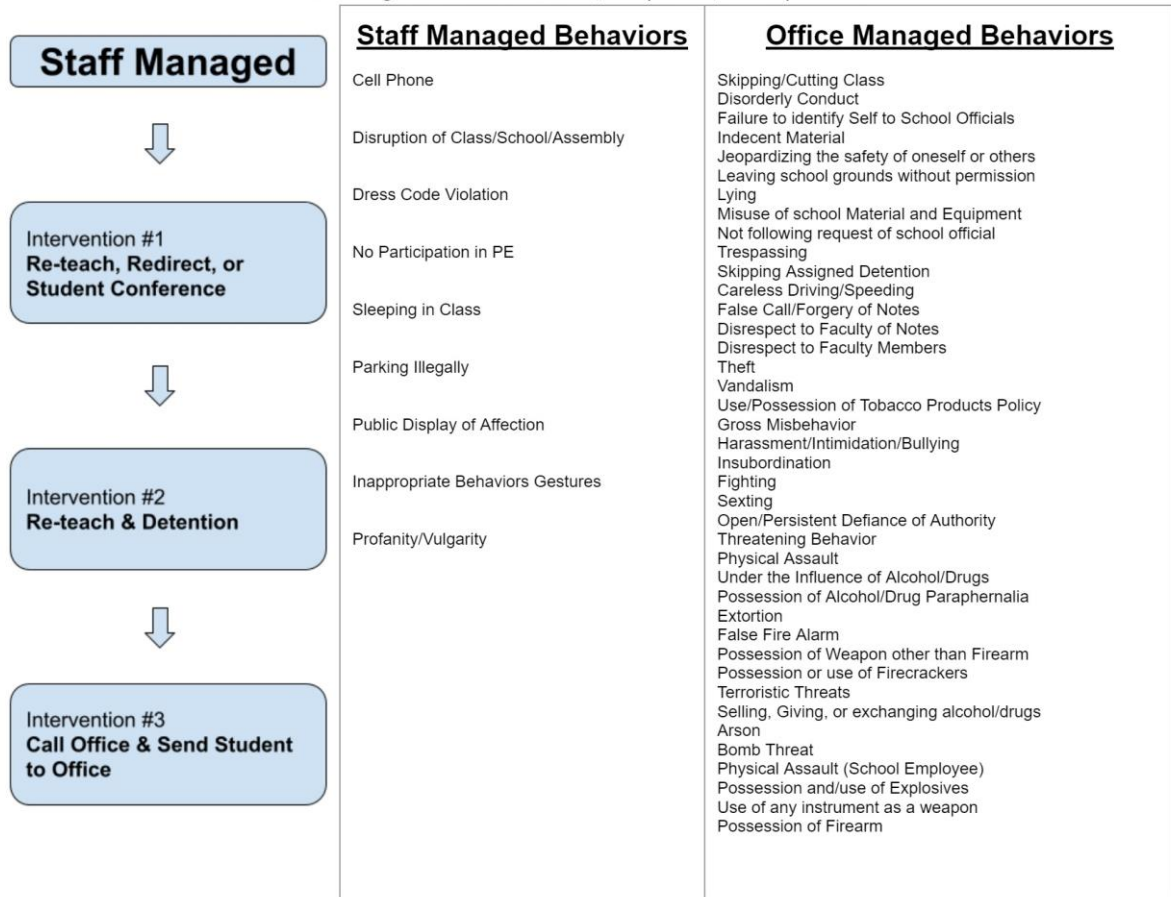 Staff Managed
Intervention #1
Re-teach, Redirect, or
Student Conference
Intervention #2
Re-teach & Detention
Intervention #3
Call Office & Send Student
to Office
Staff Managed Behaviors
Cell Phone
Disruption of Class/School/Assembly
Dress Code Violation
No Participation in PE
Sleeping in Class
Parking Illegally
Public Display of Affection
Inappropriate Behaviors Gestures
Profanity/Vulgarity
Office Managed Behaviors
Skipping/Cutting Class
Disorderly Conduct
Failure to identify Self to School Officials
Indecent Material
Jeopardizing the safety of oneself or others
Leaving school grounds without permission
Lying
Misuse of school Material and Equipment
Not following request of school official
Trespassing
Skipping Assigned Detention
Careless Driving/Speeding
False Call/Forgery of Notes
Disrespect to Faculty of Notes
Disrespect to Faculty Members
Theft
Vandalism
Use/Possession of Tobacco Products Policy
Gross Misbehavior
Harassment/Intimidation/Bullying
Insubordination
Fighting
Sexting
Open/Persistent Defiance of Authority
Threatening Behavior
Physical Assault
Under the Influence of Alcohol/Drugs
Possession of Alcohol/Drug Paraphernalia
Extortion
False Fire Alarm
Possession of Weapon other than Firearm
Possession or use of Firecrackers
Terroristic Threats
Selling, Giving, or exchanging alcohol/drugs
Arson
Bomb Threat
Physical Assault (School Employee)
Possession and/use of Explosives
Use of any instrument as a weapon
Possession of Firearm